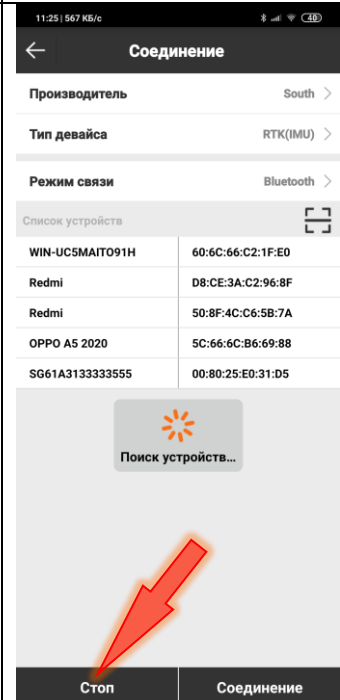 11:25 | 567 КБ/с 40
Соединение
Производитель South
Тип девайса RTK(IMU)
Режим связи Bluetooth
Список устройств
WIN-UC5MAITO91H 60:6C:66:C2:1F:E0
Redmi D8:CE:3A:C2:96:8F
Redmi 50:8F:4C:C6:5B:7A
OPPO A5 2020 5C:66:6C:B6:69:88
SG61A3133333555 00:80:25:E0:31:D5
Поиск устройств...
Стоп Соединение